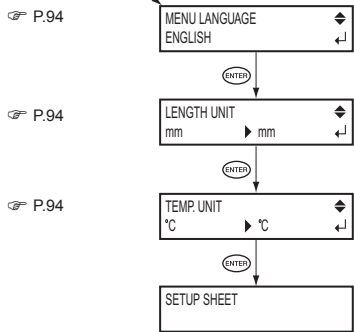 ☞ P.94
MENU LANGUAGE
ENGLISH
ENTER
☞ P.94
LENGTH UNIT
mm ▶ mm
ENTER
☞ P.94
TEMP. UNIT
°C ▶ °C
ENTER
SETUP SHEET